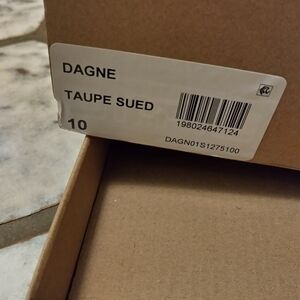 DAGNE
TAUPE SUED
10
198024647124
DAGN01S1275100